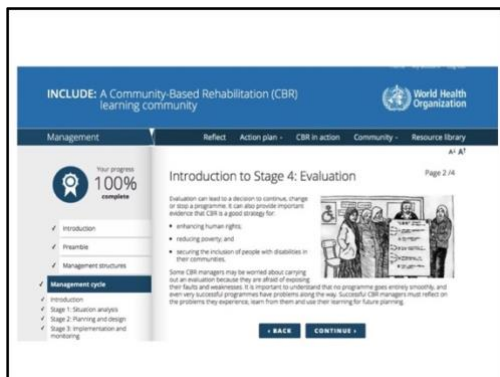 INCLUDE: A Community-Based Rehabilitation (CBR)
learning community
World Health
Organization
Management
Reflect
Action plan
CBR in action
Community
Resource library
Your progress
100%
complete
Introduction
Preamble
Management structures
Management cycle
Introduction
Stage 1: Situation analysis
Stage 2: Planning and design
Stage 3: Implementation and
monitoring
Introduction to Stage 4: Evaluation
Page 2 /4
Evaluation can lead to a decision to continue, change
or stop a programme. It can also provide important
evidence that CBR is a good strategy for:
• enhancing human rights;
• reducing poverty; and
• securing the inclusion of people with disabilities in
their communities.
Some CBR managers may be worried about carrying
out an evaluation because they are afraid of exposing
their faults and weaknesses. It is important to understand that no programme goes entirely smoothly, and
even very successful programmes have problems along the way. Successful CBR managers must reflect on
the problems they experience, learn from them and use their learning for future planning.
BACK
CONTINUE